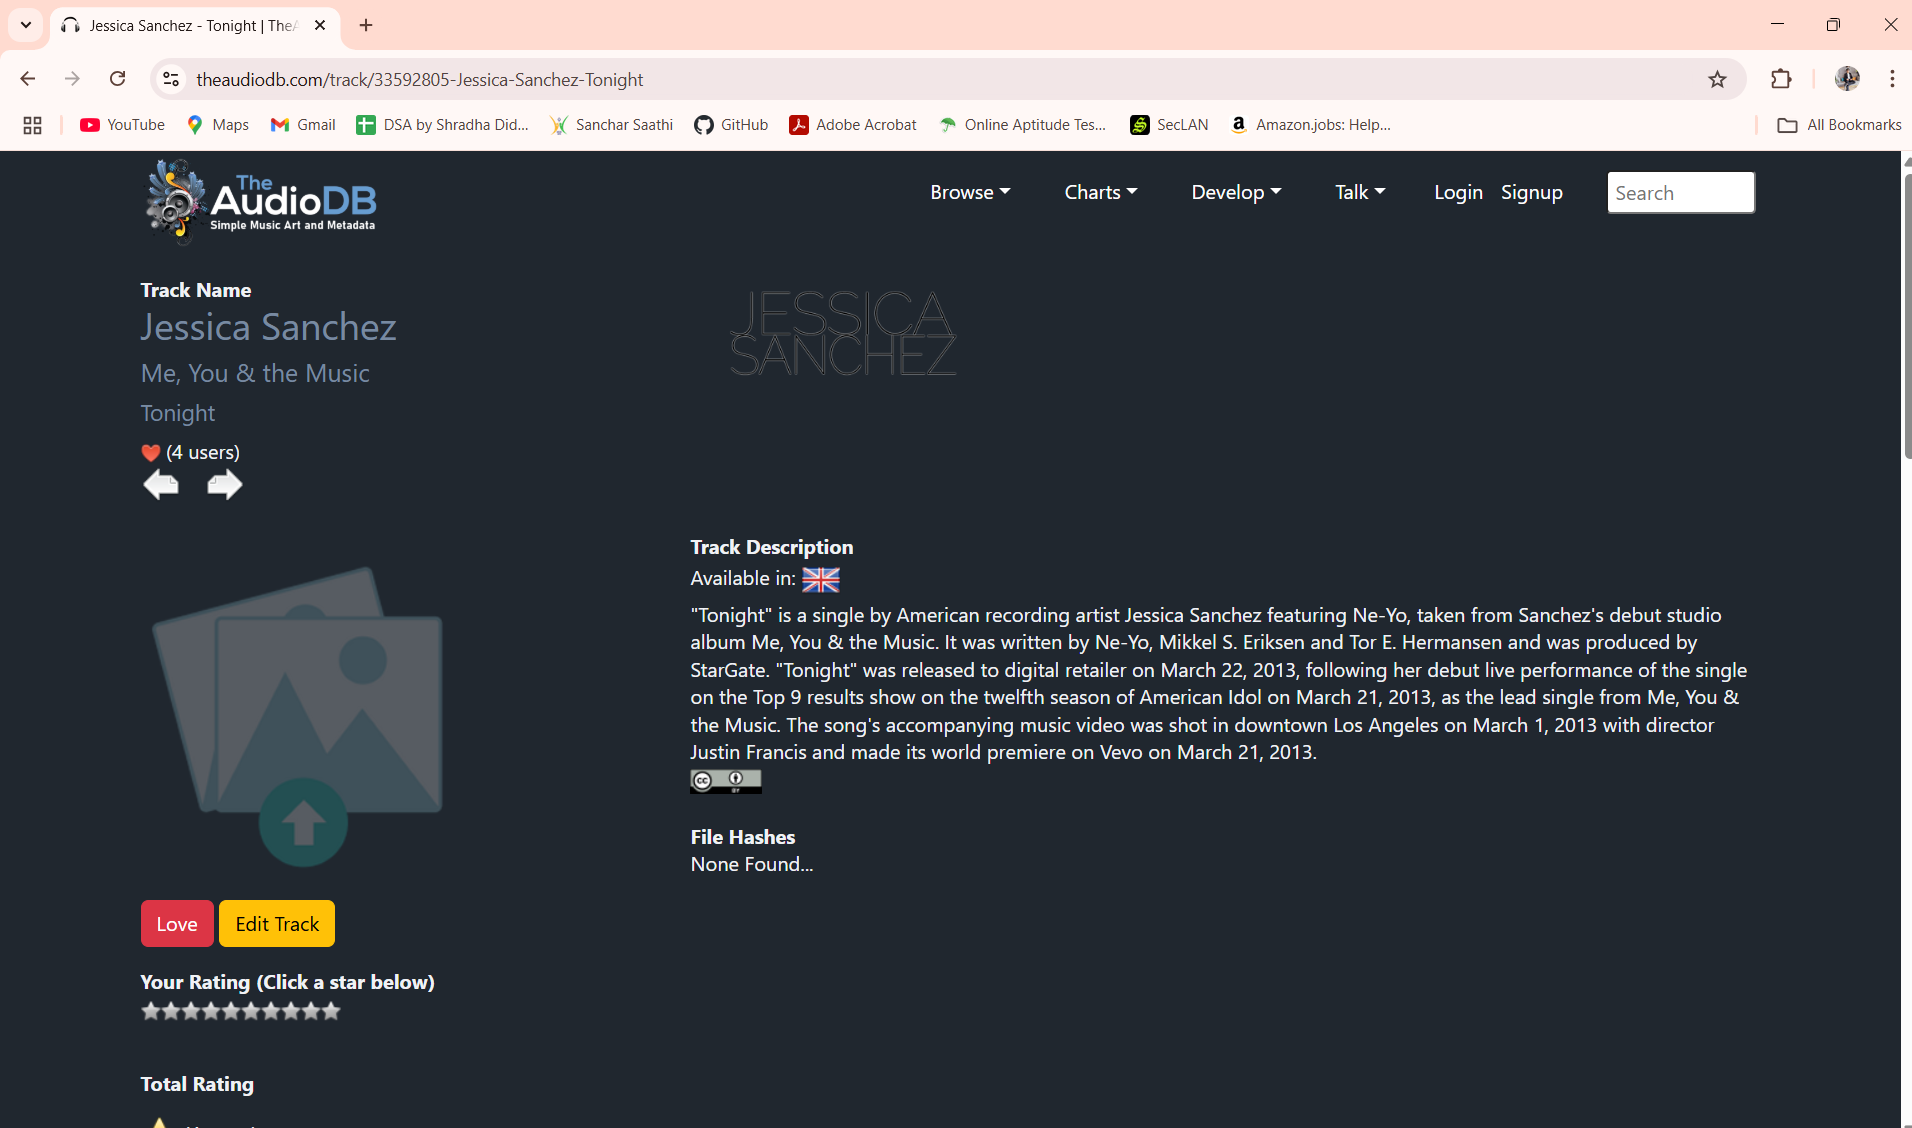 Jessica Sanchez - Tonight | The
theaudiodb.com/track/33592805-Jessica-Sanchez-Tonight
YouTube Maps Gmail DSA by Shradha Did... Sanchar Saathi GitHub Adobe Acrobat Online Aptitude Tes... SecLAN Amazon.jobs: Help... All Bookmarks
The
AudioDB
Simple Music Art and Metadata
Browse Charts Develop Talk Login Signup Search
Track Name
Jessica Sanchez
Me, You & the Music
Tonight
(4 users)
JESSICA
SANCHEZ
Track Description
Available in:
"Tonight" is a single by American recording artist Jessica Sanchez featuring Ne-Yo, taken from Sanchez's debut studio
album Me, You & the Music. It was written by Ne-Yo, Mikkel S. Eriksen and Tor E. Hermansen and was produced by
StarGate. "Tonight" was released to digital retailer on March 22, 2013, following her debut live performance of the single
on the Top 9 results show on the twelfth season of American Idol on March 21, 2013, as the lead single from Me, You &
the Music. The song's accompanying music video was shot in downtown Los Angeles on March 1, 2013 with director
Justin Francis and made its world premiere on Vevo on March 21, 2013.
cc BY
File Hashes
None Found...
Love Edit Track
Your Rating (Click a star below)
Total Rating